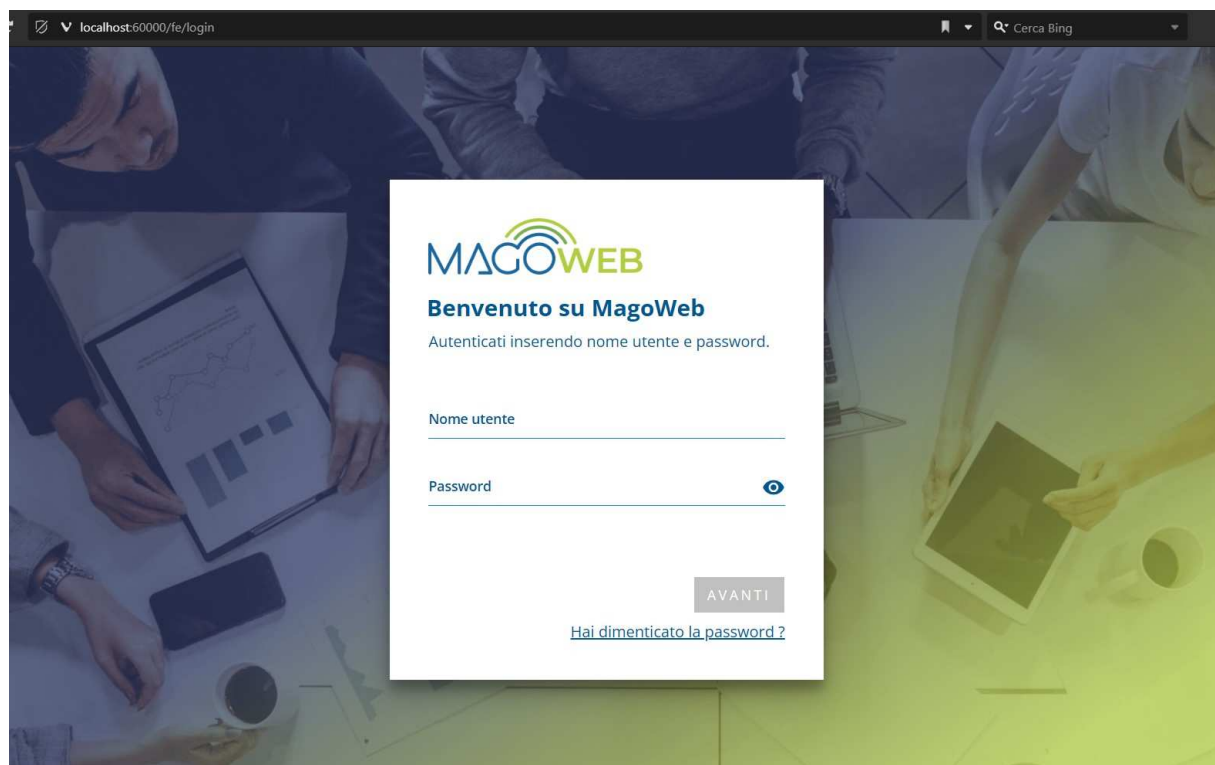 localhost:60000/fe/login
Cerca Bing
MAGOWEB
Benvenuto su MagoWeb
Autenticati inserendo nome utente e password.
Nome utente
Password
AVANTI
Hai dimenticato la password ?